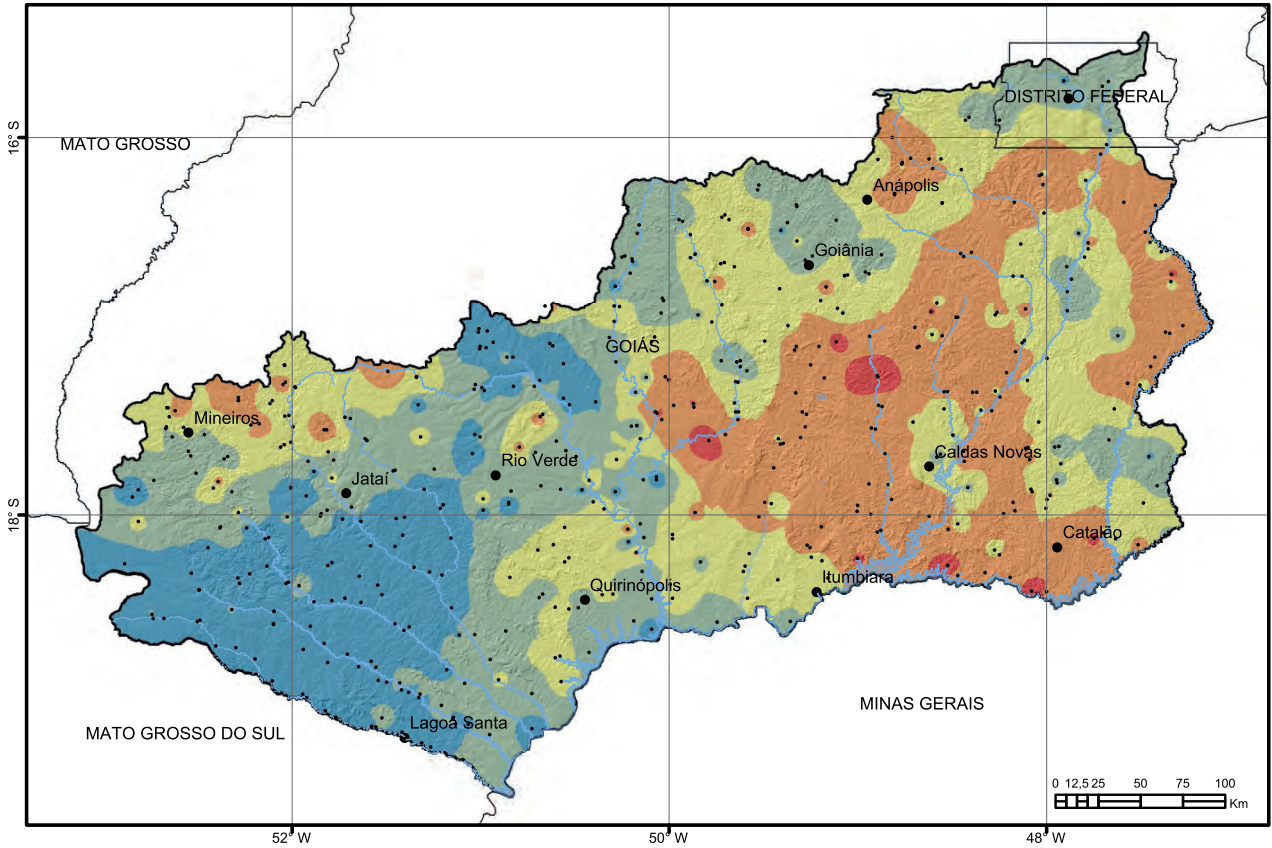 DISTRITO FEDERAL
16° S
MATO GROSSO
Anápolis
Goiânia
GOIÁS
Mineiros
Caldas Novas
Rio Verde
Jataí
18° S
Catalão
Itumbiara
Quirinópolis
MINAS GERAIS
Lagoa Santa
MATO GROSSO DO SUL
0 12,5 25 50 75 100
Km
52° W 50° W 48° W